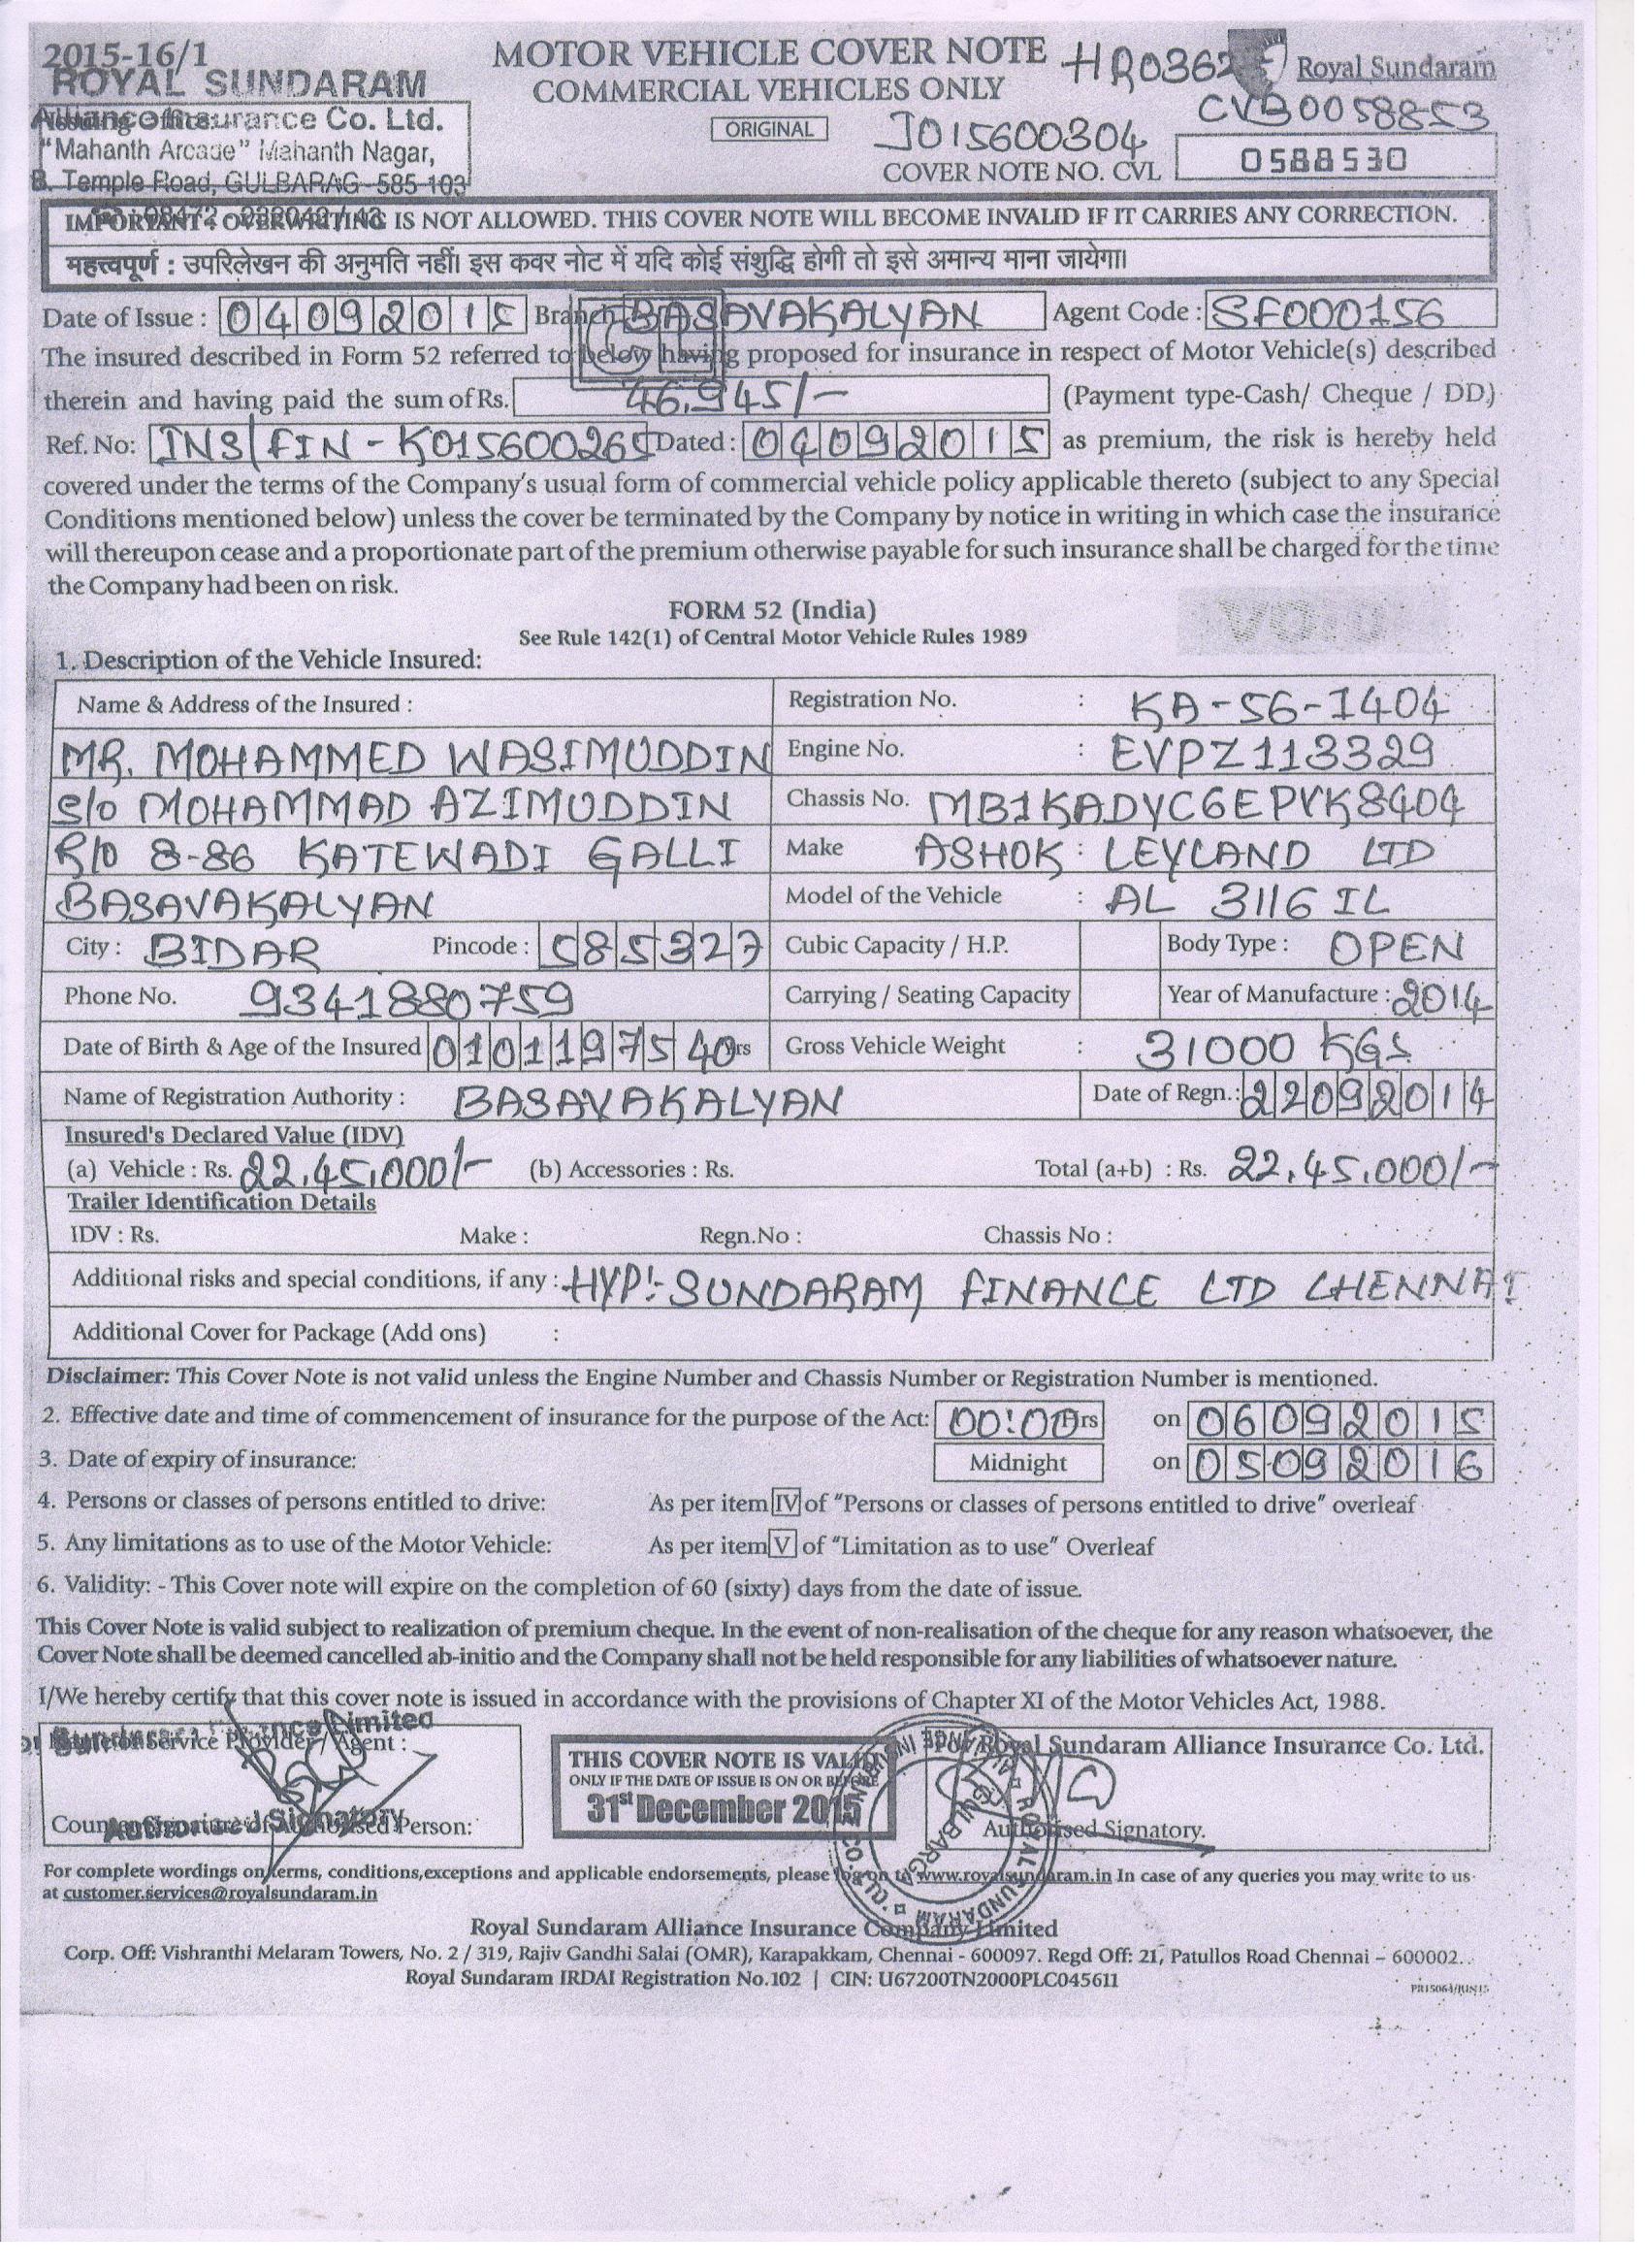 2015-16/1
ROYAL SUNDARAM
Alliance Insurance Co. Ltd.
"Mahanth Arcade" Mahanth Nagar,
B. Temple Road, GULBARAG-585 103
MOTOR VEHICLE COVER NOTE HR0362 Royal Sundaram
COMMERCIAL VEHICLES ONLY CVB0058853
ORIGINAL J015600304
COVER NOTE NO. CVL 0588530
IMPORTANT : OVERWRITING IS NOT ALLOWED. THIS COVER NOTE WILL BECOME INVALID IF IT CARRIES ANY CORRECTION.
महत्त्वपूर्ण : उपरिलेखन की अनुमति नहीं। इस कवर नोट में यदि कोई संशुद्धि होगी तो इसे अमान्य माना जायेगा।
Date of Issue : 04092015 Branch BASAVAKALYAN Agent Code : SF000156
The insured described in Form 52 referred to below having proposed for insurance in respect of Motor Vehicle(s) described
therein and having paid the sum of Rs. 46,945/- (Payment type-Cash/ Cheque / DD)
Ref. No: INS/FIN-K015600265 Dated : 04092015 as premium, the risk is hereby held
covered under the terms of the Company's usual form of commercial vehicle policy applicable thereto (subject to any Special
Conditions mentioned below) unless the cover be terminated by the Company by notice in writing in which case the insurance
will thereupon cease and a proportionate part of the premium otherwise payable for such insurance shall be charged for the time
the Company had been on risk.
FORM 52 (India)
See Rule 142(1) of Central Motor Vehicle Rules 1989
1. Description of the Vehicle Insured:
Name & Address of the Insured : Registration No. : KA-56-1404
MR. MOHAMMED WASIMUDDIN Engine No. : EVPZ113329
S/o MOHAMMAD AZIMUDDIN Chassis No. MB1KADYC6EPVK8404
R/o 8-86 KATEWADI GALLI Make : ASHOK LEYLAND LTD
BASAVAKALYAN Model of the Vehicle : AL 3116 IL
City : BIDAR Pincode : 585327 Cubic Capacity / H.P. Body Type : OPEN
Phone No. 9341880759 Carrying / Seating Capacity Year of Manufacture : 2014
Date of Birth & Age of the Insured 01011975 40rs Gross Vehicle Weight : 31000 KGS
Name of Registration Authority : BASAVAKALYAN Date of Regn.: 22092014
Insured's Declared Value (IDV)
(a) Vehicle : Rs. 22,45,000/- (b) Accessories : Rs. Total (a+b) : Rs. 22,45,000/-
Trailer Identification Details
IDV : Rs. Make : Regn.No : Chassis No :
Additional risks and special conditions, if any : HYP:- SUNDARAM FINANCE LTD CHENNAI
Additional Cover for Package (Add ons) :
Disclaimer: This Cover Note is not valid unless the Engine Number and Chassis Number or Registration Number is mentioned.
2. Effective date and time of commencement of insurance for the purpose of the Act: 00:00 Hrs on 06092015
3. Date of expiry of insurance: Midnight on 05092016
4. Persons or classes of persons entitled to drive: As per item IV of "Persons or classes of persons entitled to drive" overleaf
5. Any limitations as to use of the Motor Vehicle: As per item V of "Limitation as to use" Overleaf
6. Validity: - This Cover note will expire on the completion of 60 (sixty) days from the date of issue.
This Cover Note is valid subject to realization of premium cheque. In the event of non-realisation of the cheque for any reason whatsoever, the
Cover Note shall be deemed cancelled ab-initio and the Company shall not be held responsible for any liabilities of whatsoever nature.
I/We hereby certify that this cover note is issued in accordance with the provisions of Chapter XI of the Motor Vehicles Act, 1988.
Limited
Service Provider / Agent :
Authorised Signatory Person:
THIS COVER NOTE IS VALID
ONLY IF THE DATE OF ISSUE IS ON OR BEFORE
31st December 2015
For Royal Sundaram Alliance Insurance Co. Ltd.
Authorised Signatory.
For complete wordings on terms, conditions,exceptions and applicable endorsements, please log on to www.royalsundaram.in In case of any queries you may write to us
at customer.services@royalsundaram.in
Royal Sundaram Alliance Insurance Company Limited
Corp. Off: Vishranthi Melaram Towers, No. 2 / 319, Rajiv Gandhi Salai (OMR), Karapakkam, Chennai - 600097. Regd Off: 21, Patullos Road Chennai – 600002.
Royal Sundaram IRDAI Registration No.102 | CIN: U67200TN2000PLC045611
PR15064/JUN15